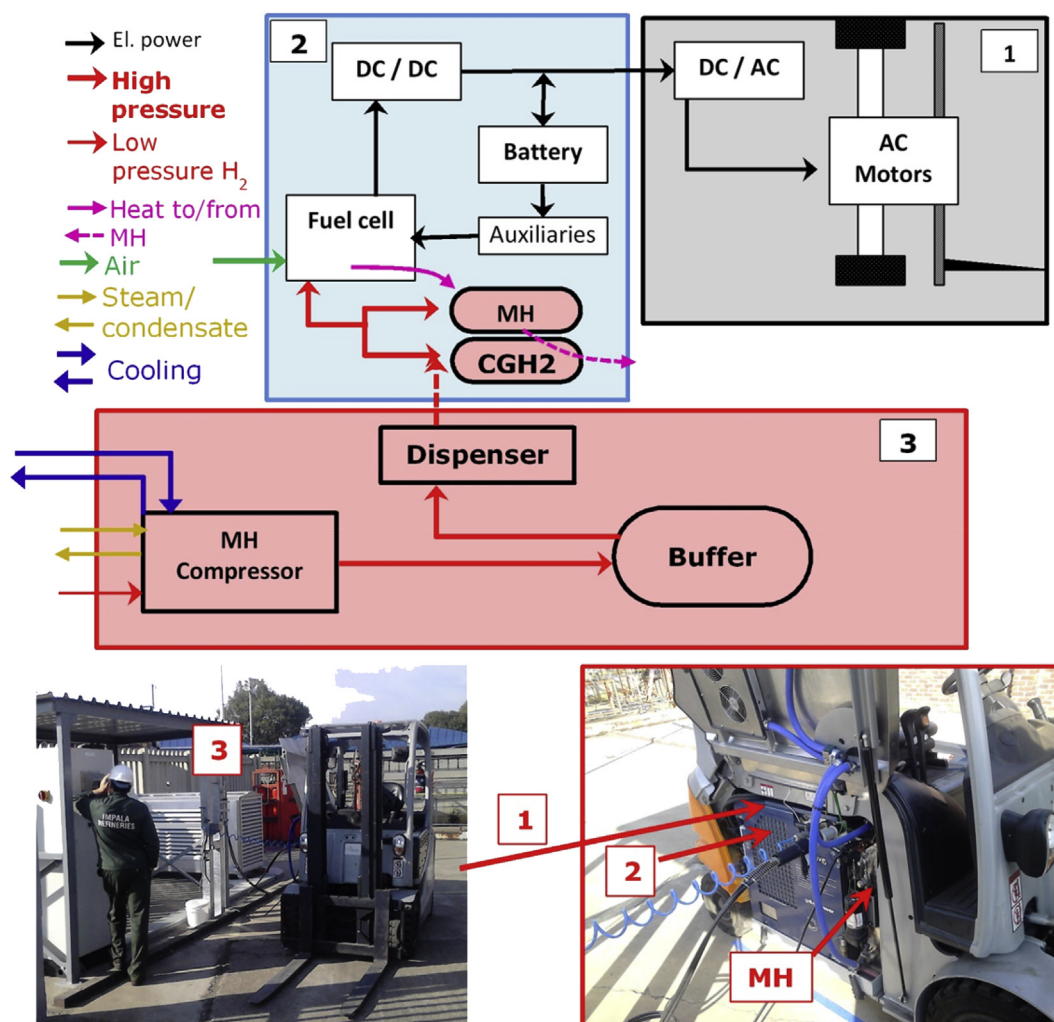 El. power
High
pressure
Low
pressure H2
Heat to/from
MH
Air
Steam/
condensate
Cooling
2
DC / DC
Battery
Fuel cell
Auxiliaries
MH
CGH2
1
DC / AC
AC
Motors
3
Dispenser
MH
Compressor
Buffer
3
IMPALA
REFINERIES
1
2
MH